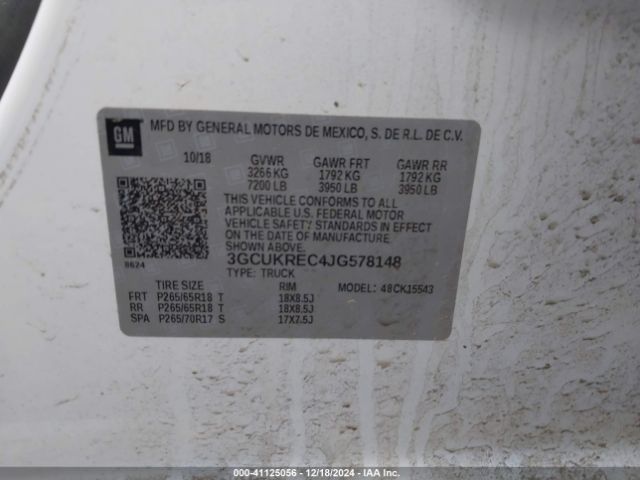 GM
MFD BY GENERAL MOTORS DE MEXICO, S. DE R.L. DE C.V.
10/18 GVWR GAWR FRT GAWR RR
3266 KG 1792 KG 1792 KG
7200 LB 3950 LB 3950 LB
THIS VEHICLE CONFORMS TO ALL
APPLICABLE U.S. FEDERAL MOTOR
VEHICLE SAFETY STANDARDS IN EFFECT
ON THE DATE OF MANUFACTURE
SHOWN ABOVE.
3GCUKREC4JG578148
8624
TYPE: TRUCK
TIRE SIZE RIM MODEL: 48CK15543
FRT P265/65R18 T 18X8.5J
RR P265/65R18 T 18X8.5J
SPA P265/70R17 S 17X7.5J
000-41125056 - 12/18/2024 - IAA Inc.